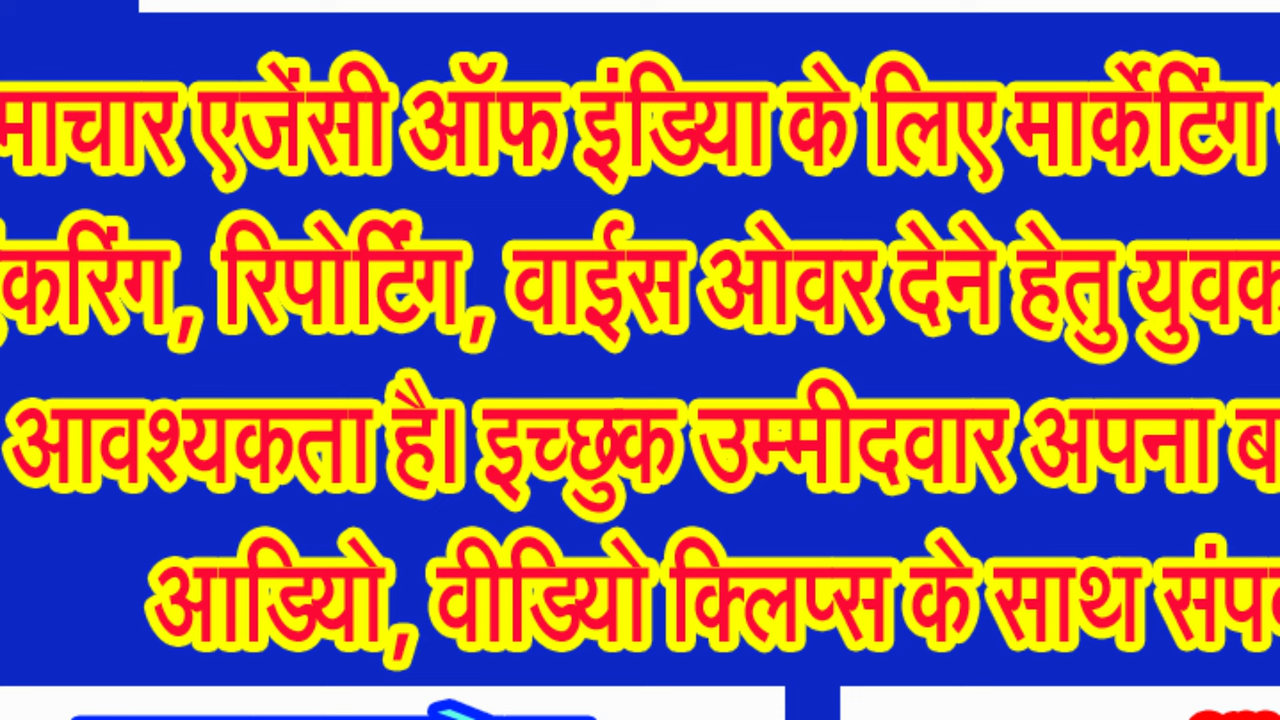 माचार एजेंसी ऑफ इंडिया के लिए मार्केटिंग
करिंग, रिपोर्टिंग, वाईस ओवर देने हेतु युवक
आवश्यकता है। इच्छुक उम्मीदवार अपना
आडियो, वीडियो क्लिप्स के साथ